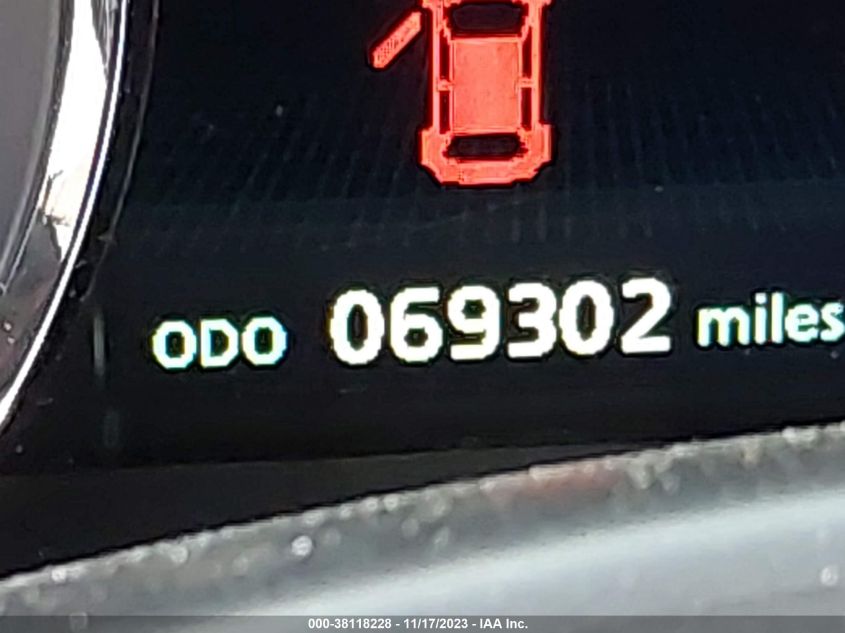 ODO 069302 miles
000-38118228 - 11/17/2023 - IAA Inc.